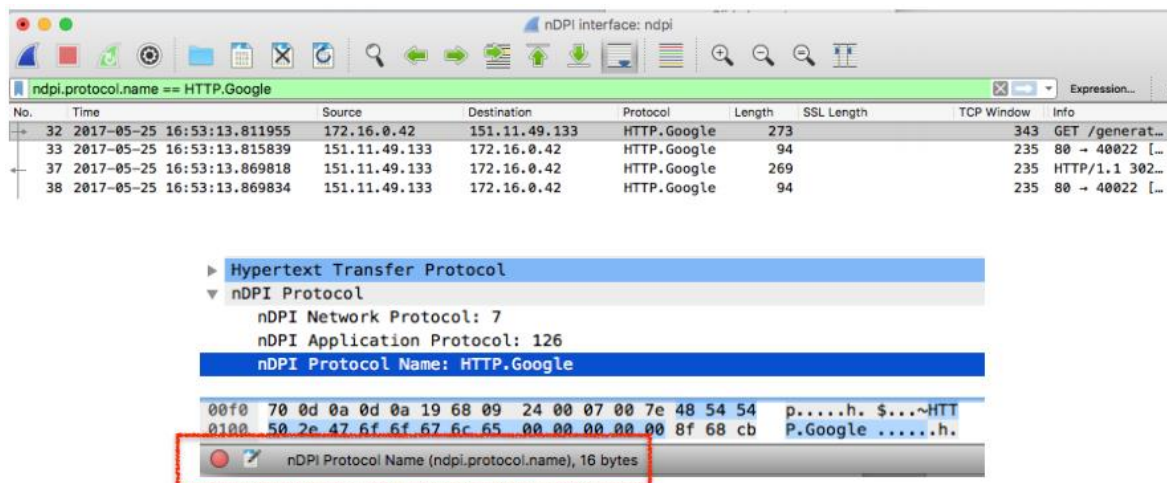 nDPI interface: ndpi
ndpi.protocol.name == HTTP.Google Expression...
No. Time Source Destination Protocol Length SSL Length TCP Window Info
32 2017-05-25 16:53:13.811955 172.16.0.42 151.11.49.133 HTTP.Google 273 343 GET /generat…
33 2017-05-25 16:53:13.815839 151.11.49.133 172.16.0.42 HTTP.Google 94 235 80 → 40022 […
37 2017-05-25 16:53:13.869818 151.11.49.133 172.16.0.42 HTTP.Google 269 235 HTTP/1.1 302…
38 2017-05-25 16:53:13.869834 151.11.49.133 172.16.0.42 HTTP.Google 94 235 80 → 40022 […
Hypertext Transfer Protocol
nDPI Protocol
nDPI Network Protocol: 7
nDPI Application Protocol: 126
nDPI Protocol Name: HTTP.Google
00f0 70 0d 0a 0d 0a 19 68 09 24 00 07 00 7e 48 54 54 p.....h. $...~HTT
0100 50 2e 47 6f 6f 67 6c 65 00 00 00 00 00 8f 68 cb P.Google ......h.
nDPI Protocol Name (ndpi.protocol.name), 16 bytes